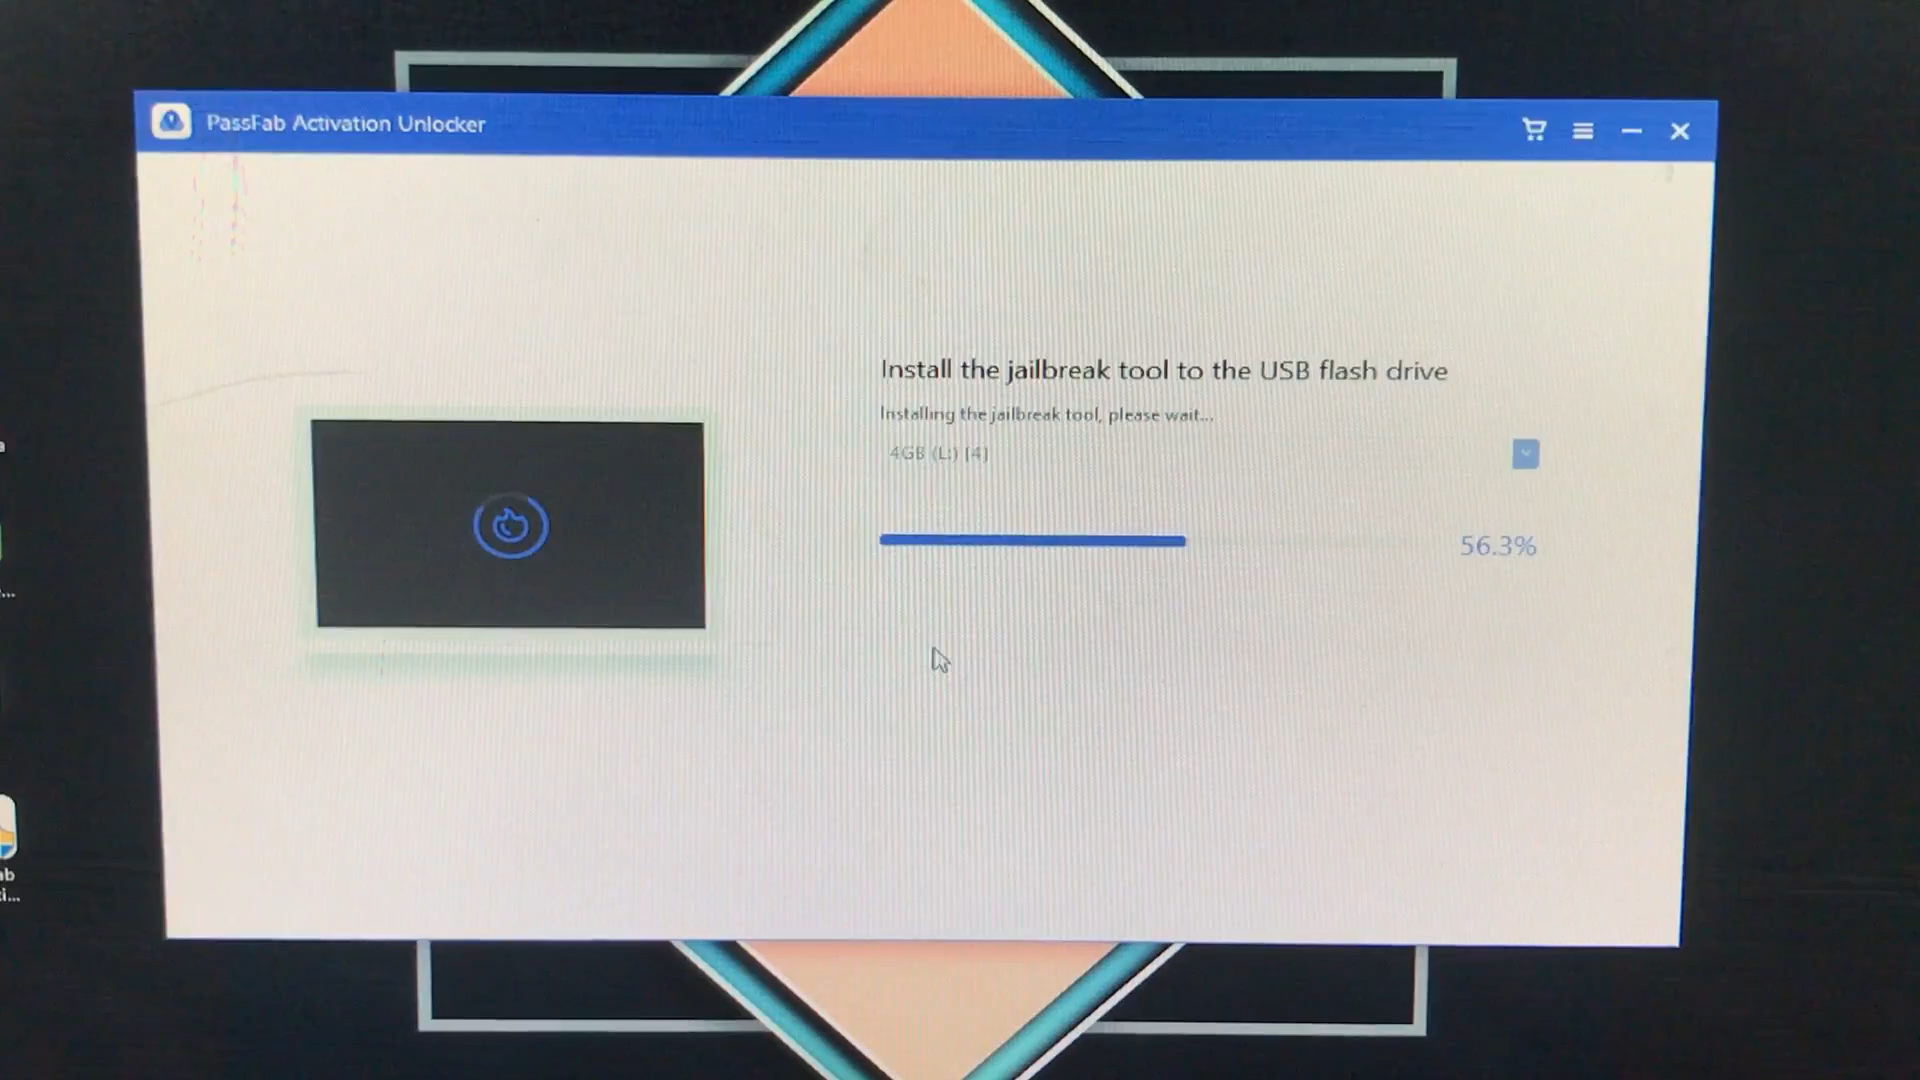 PassFab Activation Unlocker
Install the jailbreak tool to the USB flash drive
Installing the jailbreak tool, please wait...
4GB (L:) [4]
56.3%